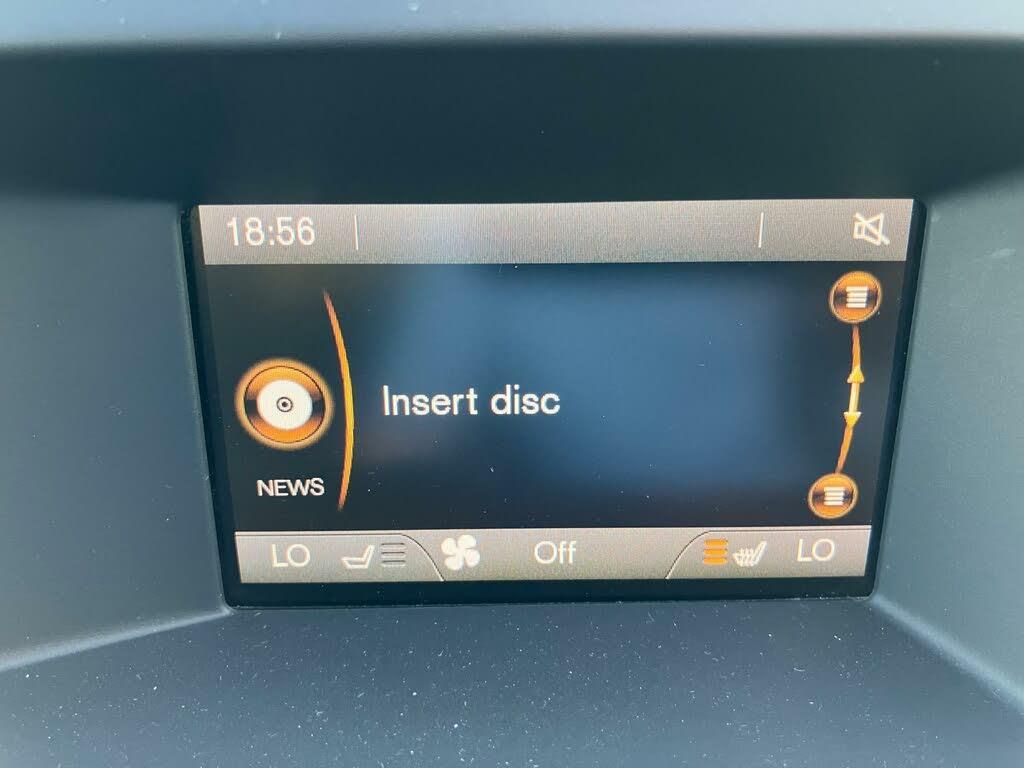 18:56
Insert disc
NEWS
LO Off LO